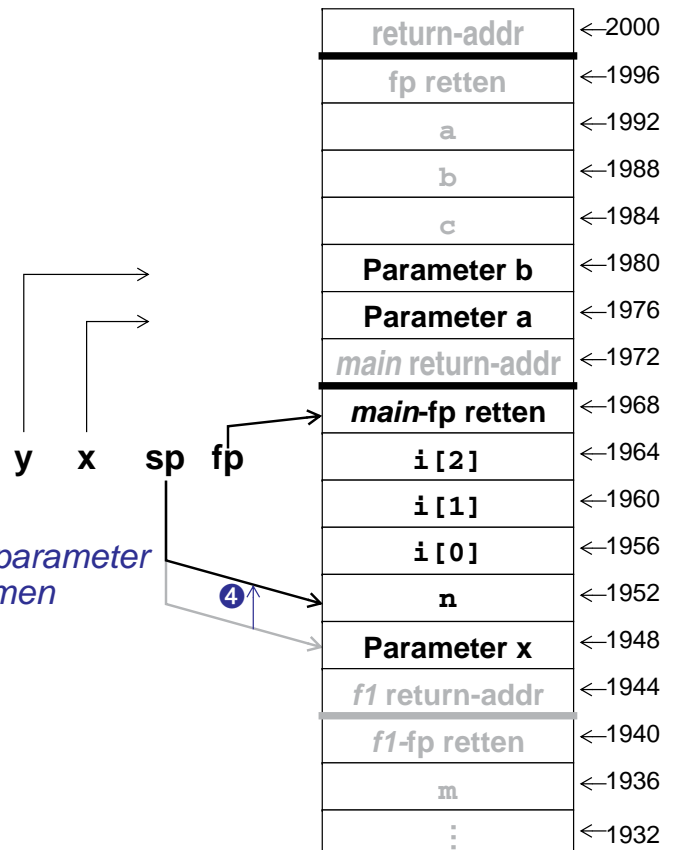 return-addr ←2000
fp retten ←1996
a ←1992
b ←1988
c ←1984
Parameter b ←1980
Parameter a ←1976
main return-addr ←1972
main-fp retten ←1968
y x sp fp
i[2] ←1964
i[1] ←1960
parameter
i[0] ←1956
men
❹
n ←1952
Parameter x ←1948
f1 return-addr ←1944
f1-fp retten ←1940
m ←1936
⋮ ←1932